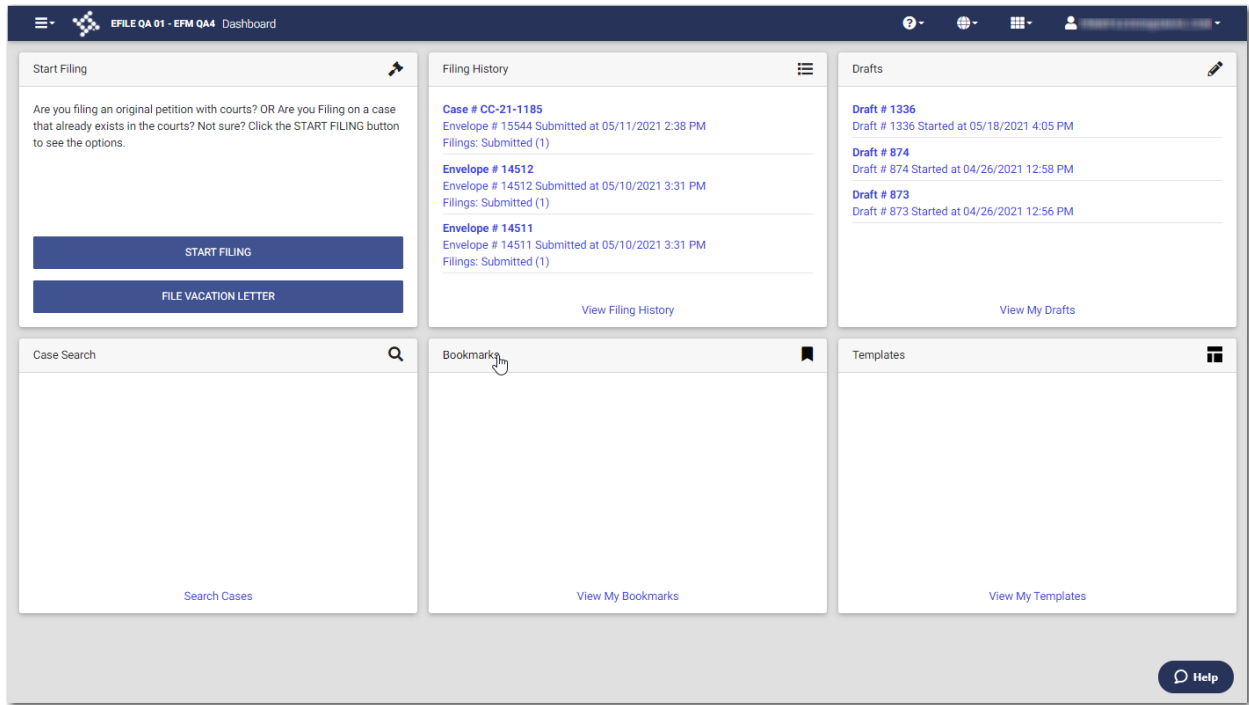 EFILE QA 01 - EFM QA4 Dashboard
Start Filing
Are you filing an original petition with courts? OR Are you Filing on a case
that already exists in the courts? Not sure? Click the START FILING button
to see the options.
START FILING
FILE VACATION LETTER
Filing History
Case # CC-21-1185
Envelope # 15544 Submitted at 05/11/2021 2:38 PM
Filings: Submitted (1)
Envelope # 14512
Envelope # 14512 Submitted at 05/10/2021 3:31 PM
Filings: Submitted (1)
Envelope # 14511
Envelope # 14511 Submitted at 05/10/2021 3:31 PM
Filings: Submitted (1)
View Filing History
Drafts
Draft # 1336
Draft # 1336 Started at 05/18/2021 4:05 PM
Draft # 874
Draft # 874 Started at 04/26/2021 12:58 PM
Draft # 873
Draft # 873 Started at 04/26/2021 12:56 PM
View My Drafts
Case Search
Search Cases
Bookmarks
View My Bookmarks
Templates
View My Templates
Help